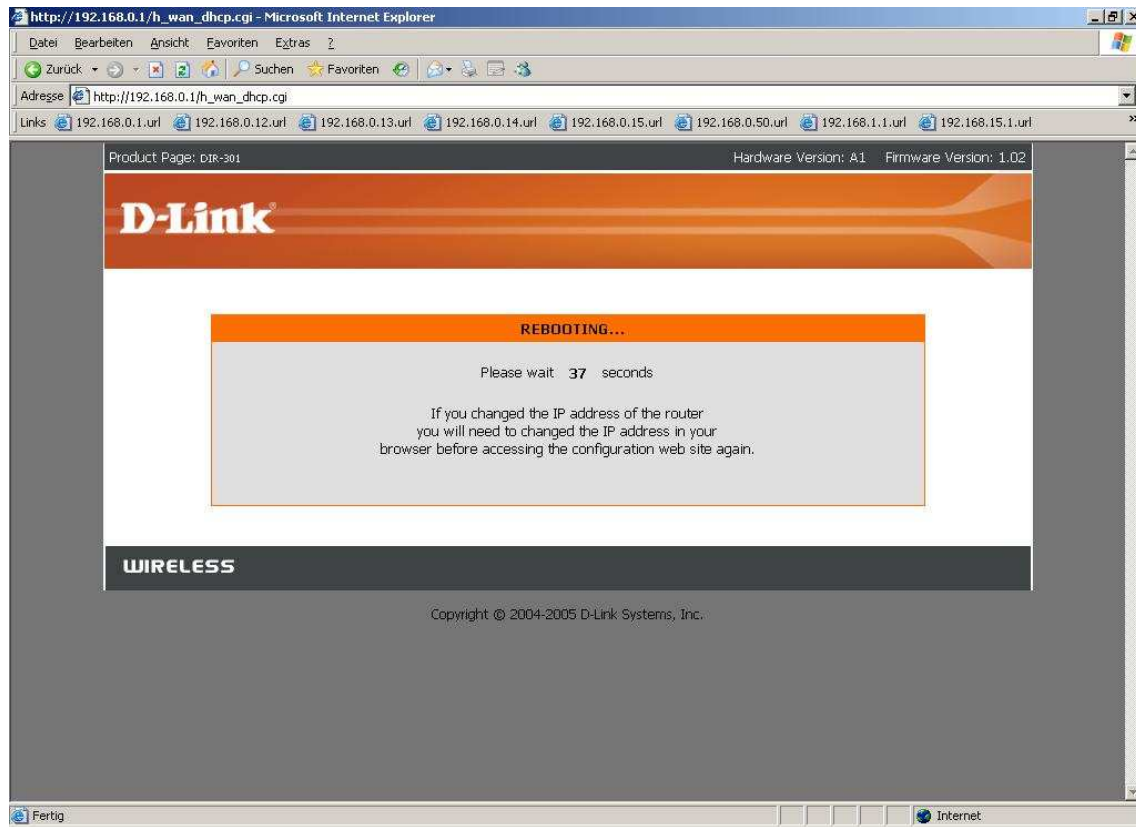 http://192.168.0.1/h_wan_dhcp.cgi - Microsoft Internet Explorer
Datei Bearbeiten Ansicht Favoriten Extras ?
Zurück Suchen Favoriten
Adresse http://192.168.0.1/h_wan_dhcp.cgi
Links 192.168.0.1.url 192.168.0.12.url 192.168.0.13.url 192.168.0.14.url 192.168.0.15.url 192.168.0.50.url 192.168.1.1.url 192.168.15.1.url »
Product Page: DIR-301 Hardware Version: A1 Firmware Version: 1.02
D-Link®
REBOOTING...
Please wait 37 seconds
If you changed the IP address of the router
you will need to changed the IP address in your
browser before accessing the configuration web site again.
WIRELESS
Copyright © 2004-2005 D-Link Systems, Inc.
Fertig Internet